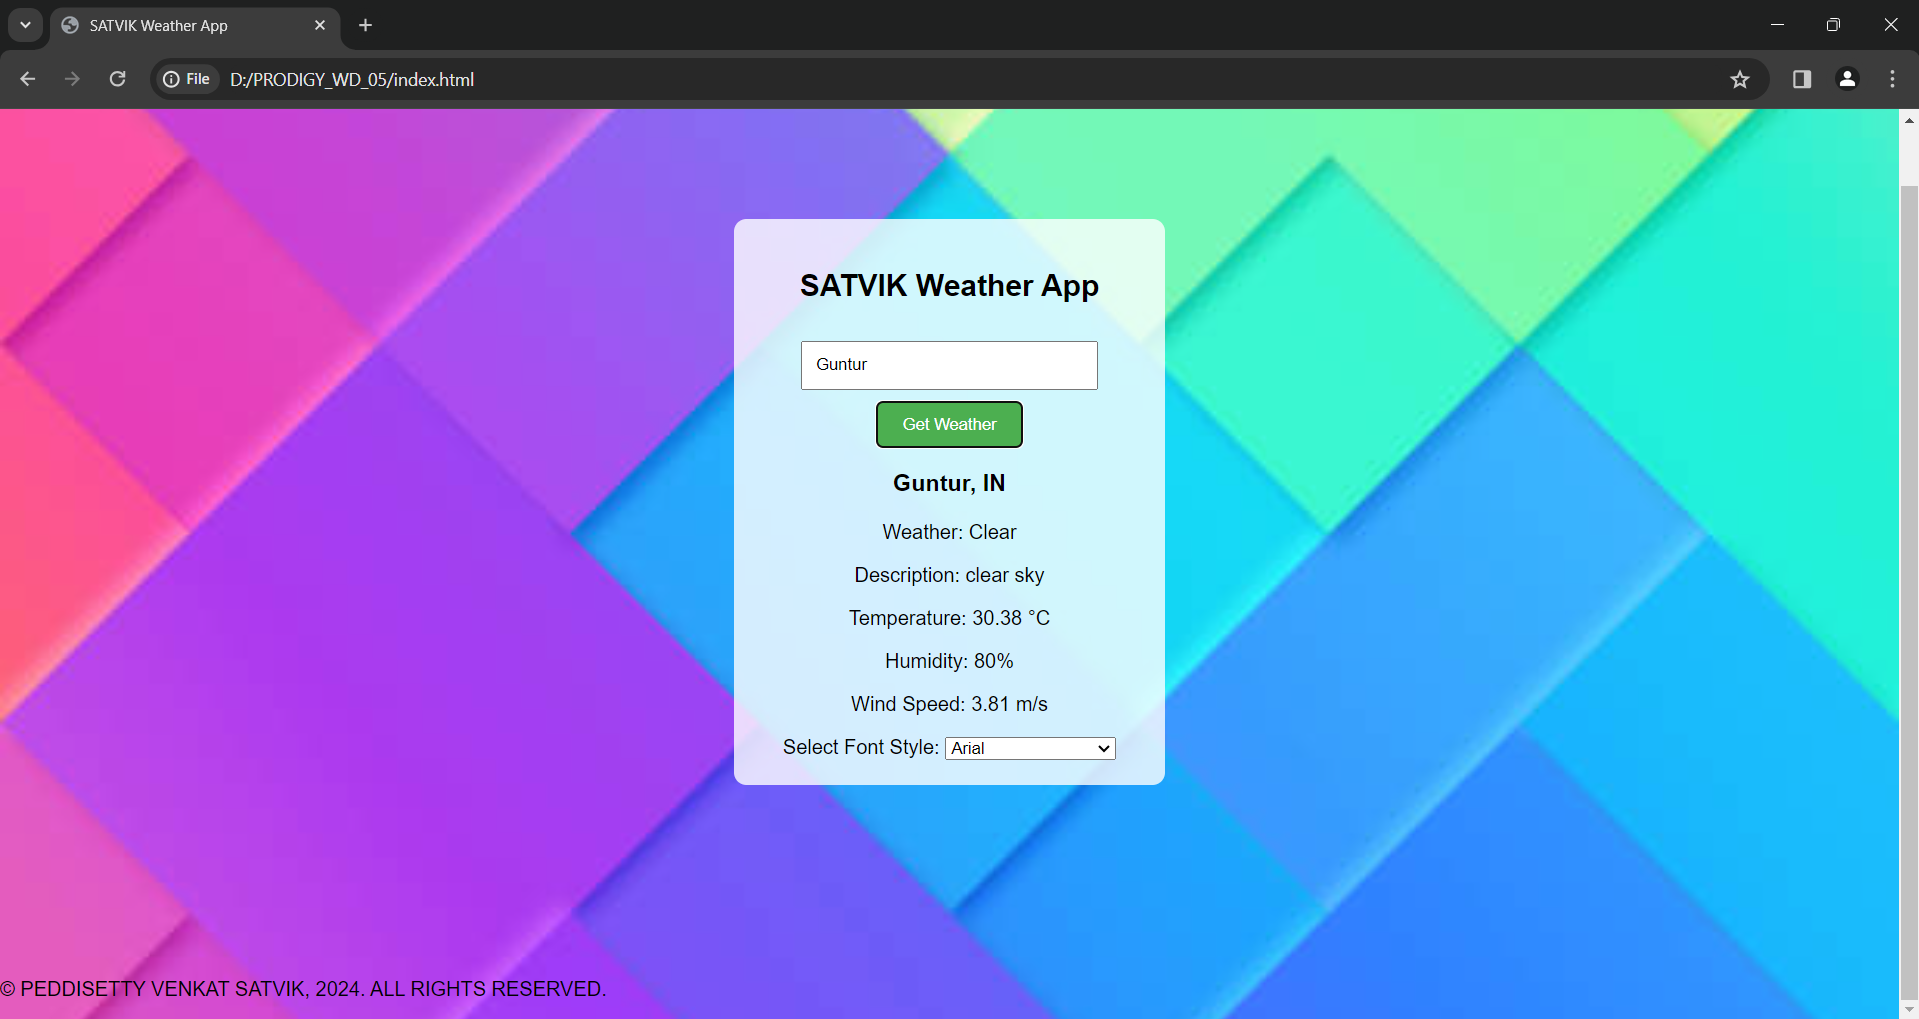 SATVIK Weather App
File D:/PRODIGY_WD_05/index.html
SATVIK Weather App
Guntur
Get Weather
Guntur, IN
Weather: Clear
Description: clear sky
Temperature: 30.38 °C
Humidity: 80%
Wind Speed: 3.81 m/s
Select Font Style: Arial
© PEDDISETTY VENKAT SATVIK, 2024. ALL RIGHTS RESERVED.